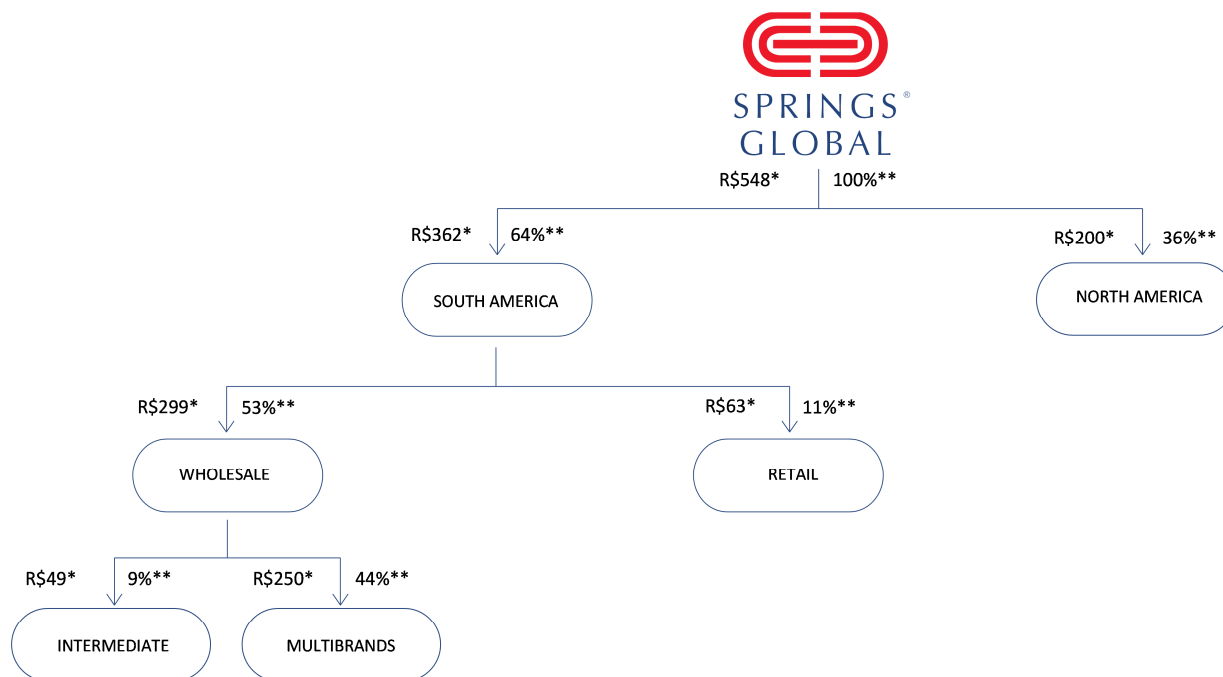 SPRINGS®
GLOBAL
R$548* 100%**
R$362* 64%** R$200* 36%**
SOUTH AMERICA NORTH AMERICA
R$299* 53%** R$63* 11%**
WHOLESALE RETAIL
R$49* 9%** R$250* 44%**
INTERMEDIATE MULTIBRANDS